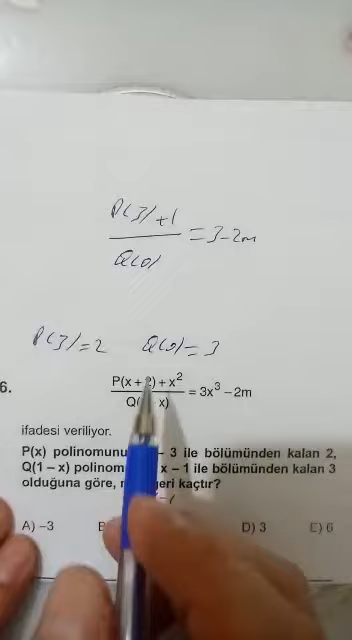 P(3)+1
Q(0) = 3-2m
P(3)=2 Q(0)=3
6.
P(x + 2) + x²
Q( x) = 3x³ – 2m
ifadesi veriliyor.
P(x) polinomunu – 3 ile bölümünden kalan 2,
Q(1 – x) polinom x – 1 ile bölümünden kalan 3
olduğuna göre, kaçtır?
A) –3 D) 3 E) 6